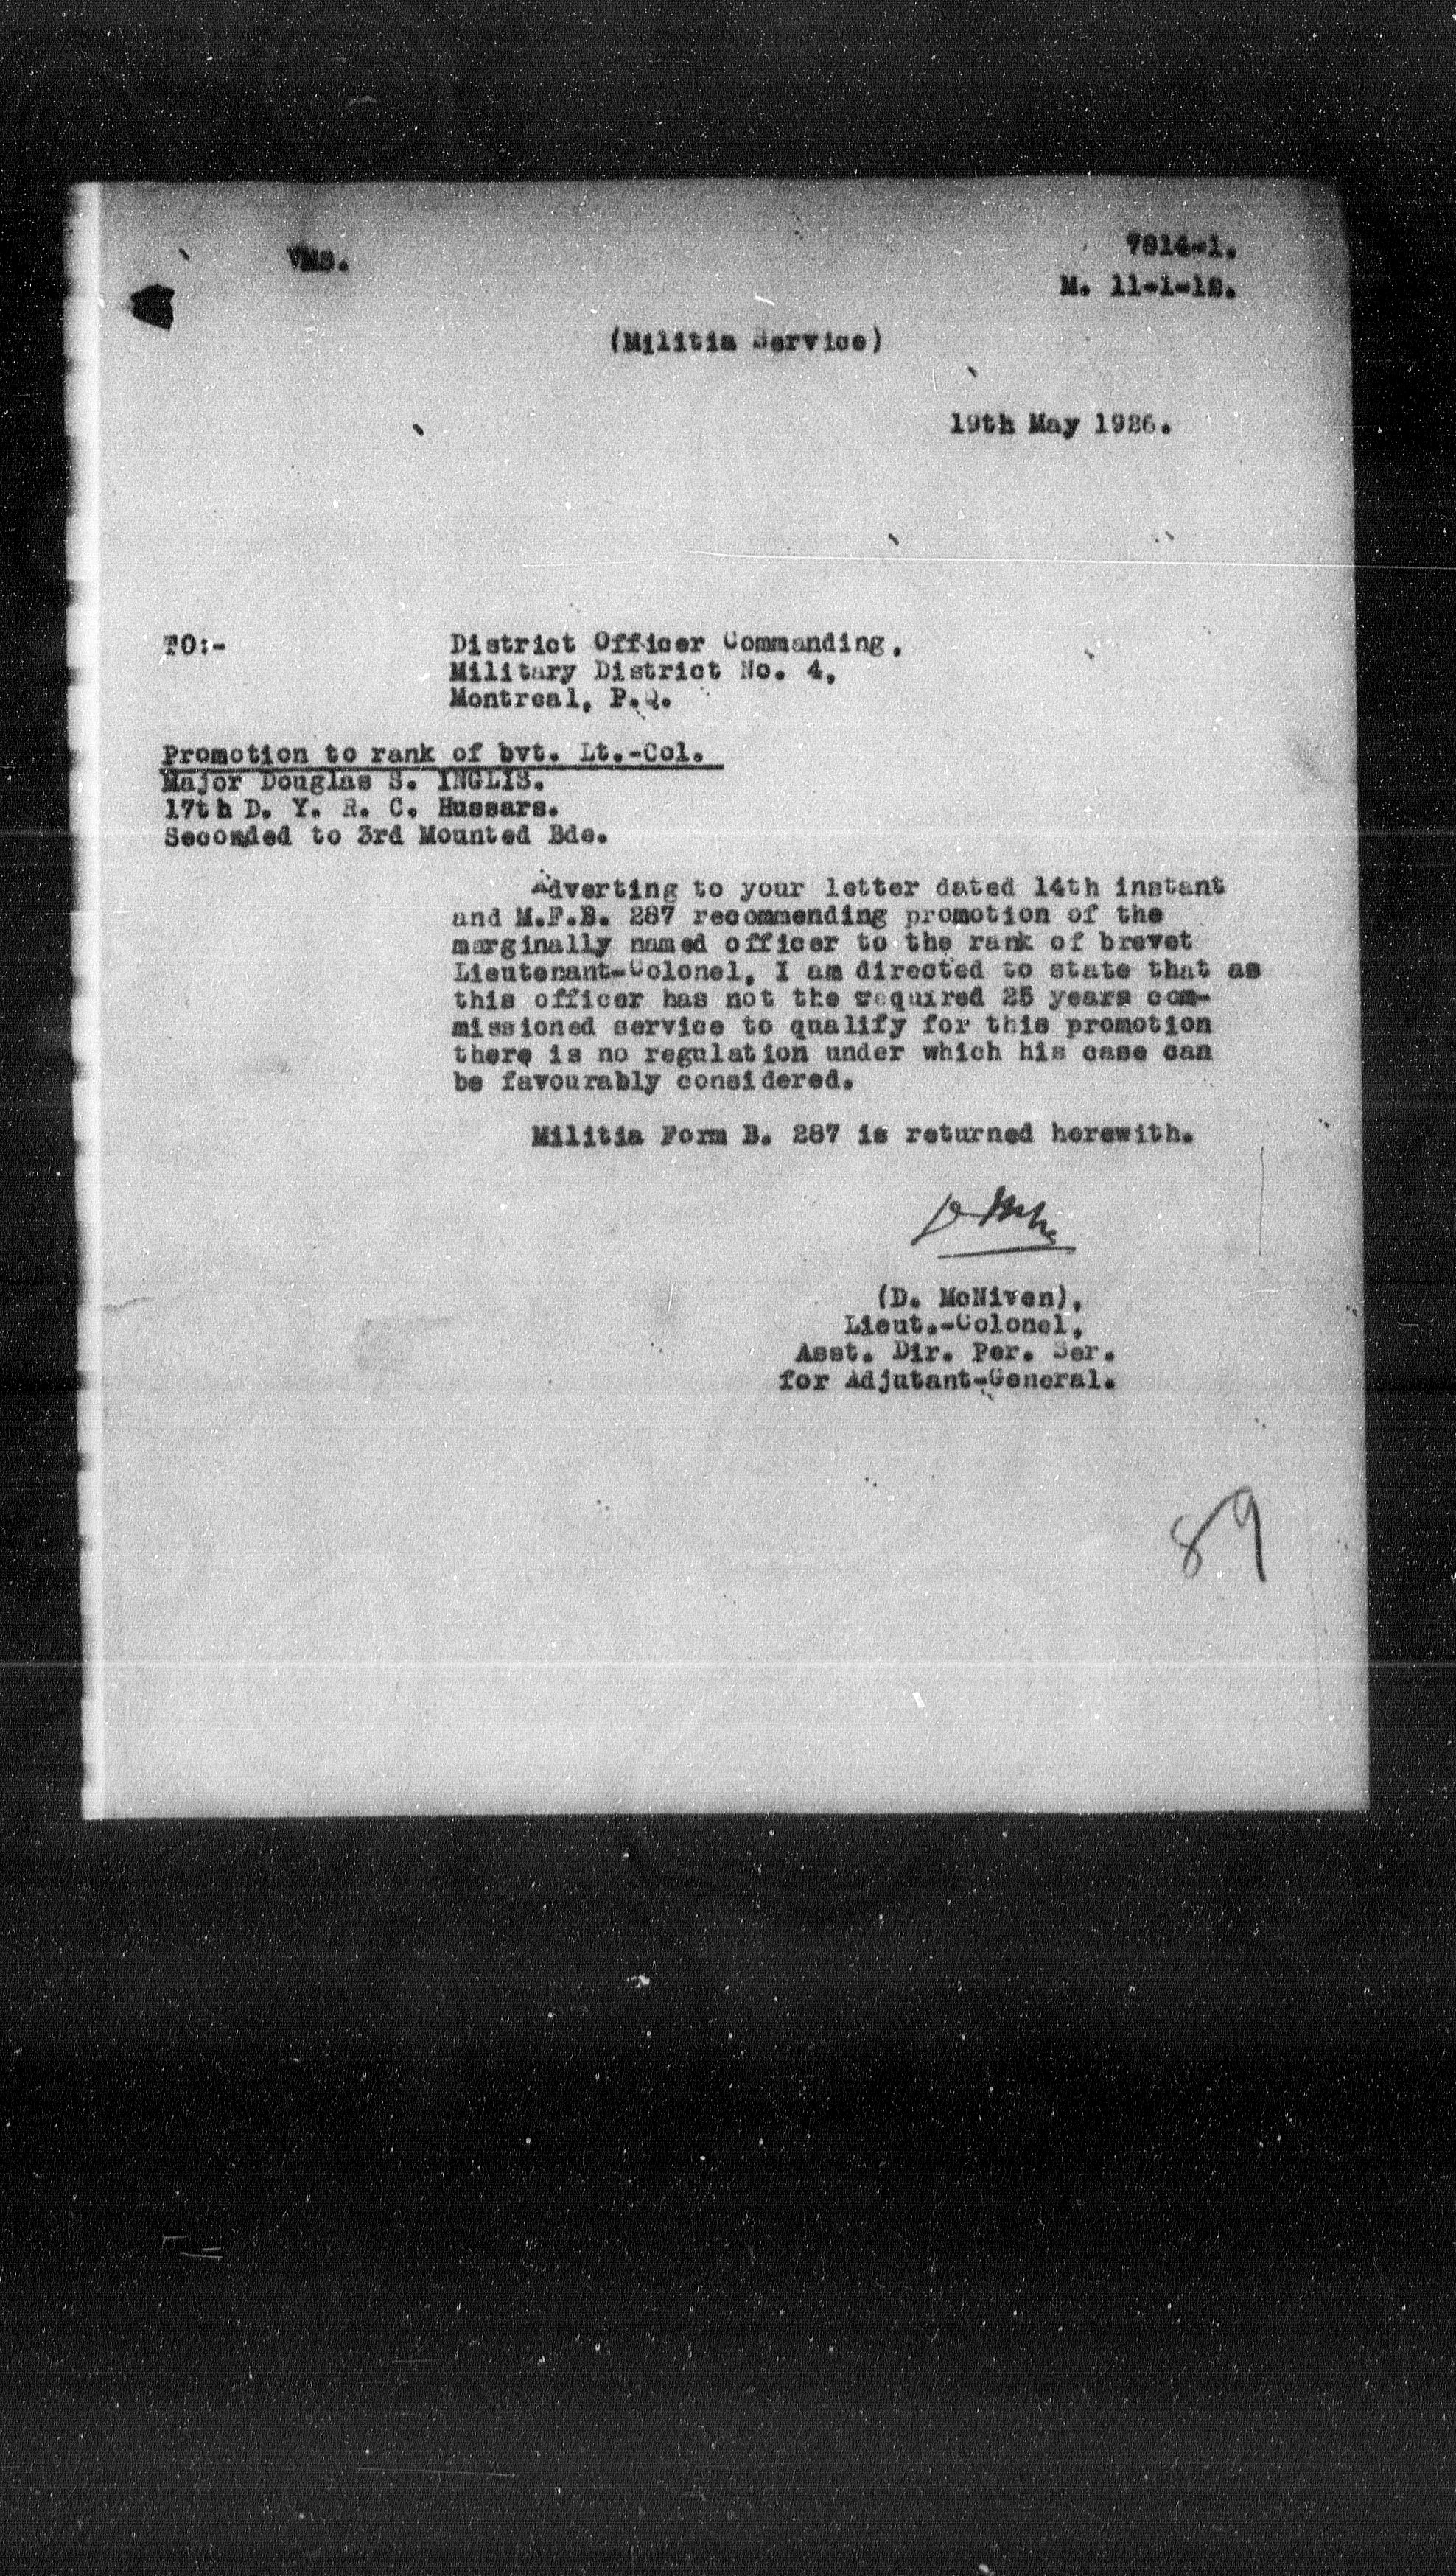 VMS.
7814-1.
M. 11-1-18.
(Militia Service)
19th May 1926.
TO:-
District Officer Commanding,
Military District No. 4,
Montreal, P.Q.
Promotion to rank of bvt. Lt.-Col.
Major Douglas S. INGLIS.
17th D. Y. R. C. Hussars.
Seconded to 3rd Mounted Bde.
Adverting to your letter dated 14th instant
and M.F.B. 287 recommending promotion of the
marginally named officer to the rank of brevet
Lieutenant-Colonel, I am directed to state that as
this officer has not the required 25 years com-
missioned service to qualify for this promotion
there is no regulation under which his case can
be favourably considered.
Militia Form B. 287 is returned herewith.
(D. McNiven),
Lieut.-Colonel,
Asst. Dir. Per. Ser.
for Adjutant-General.
89